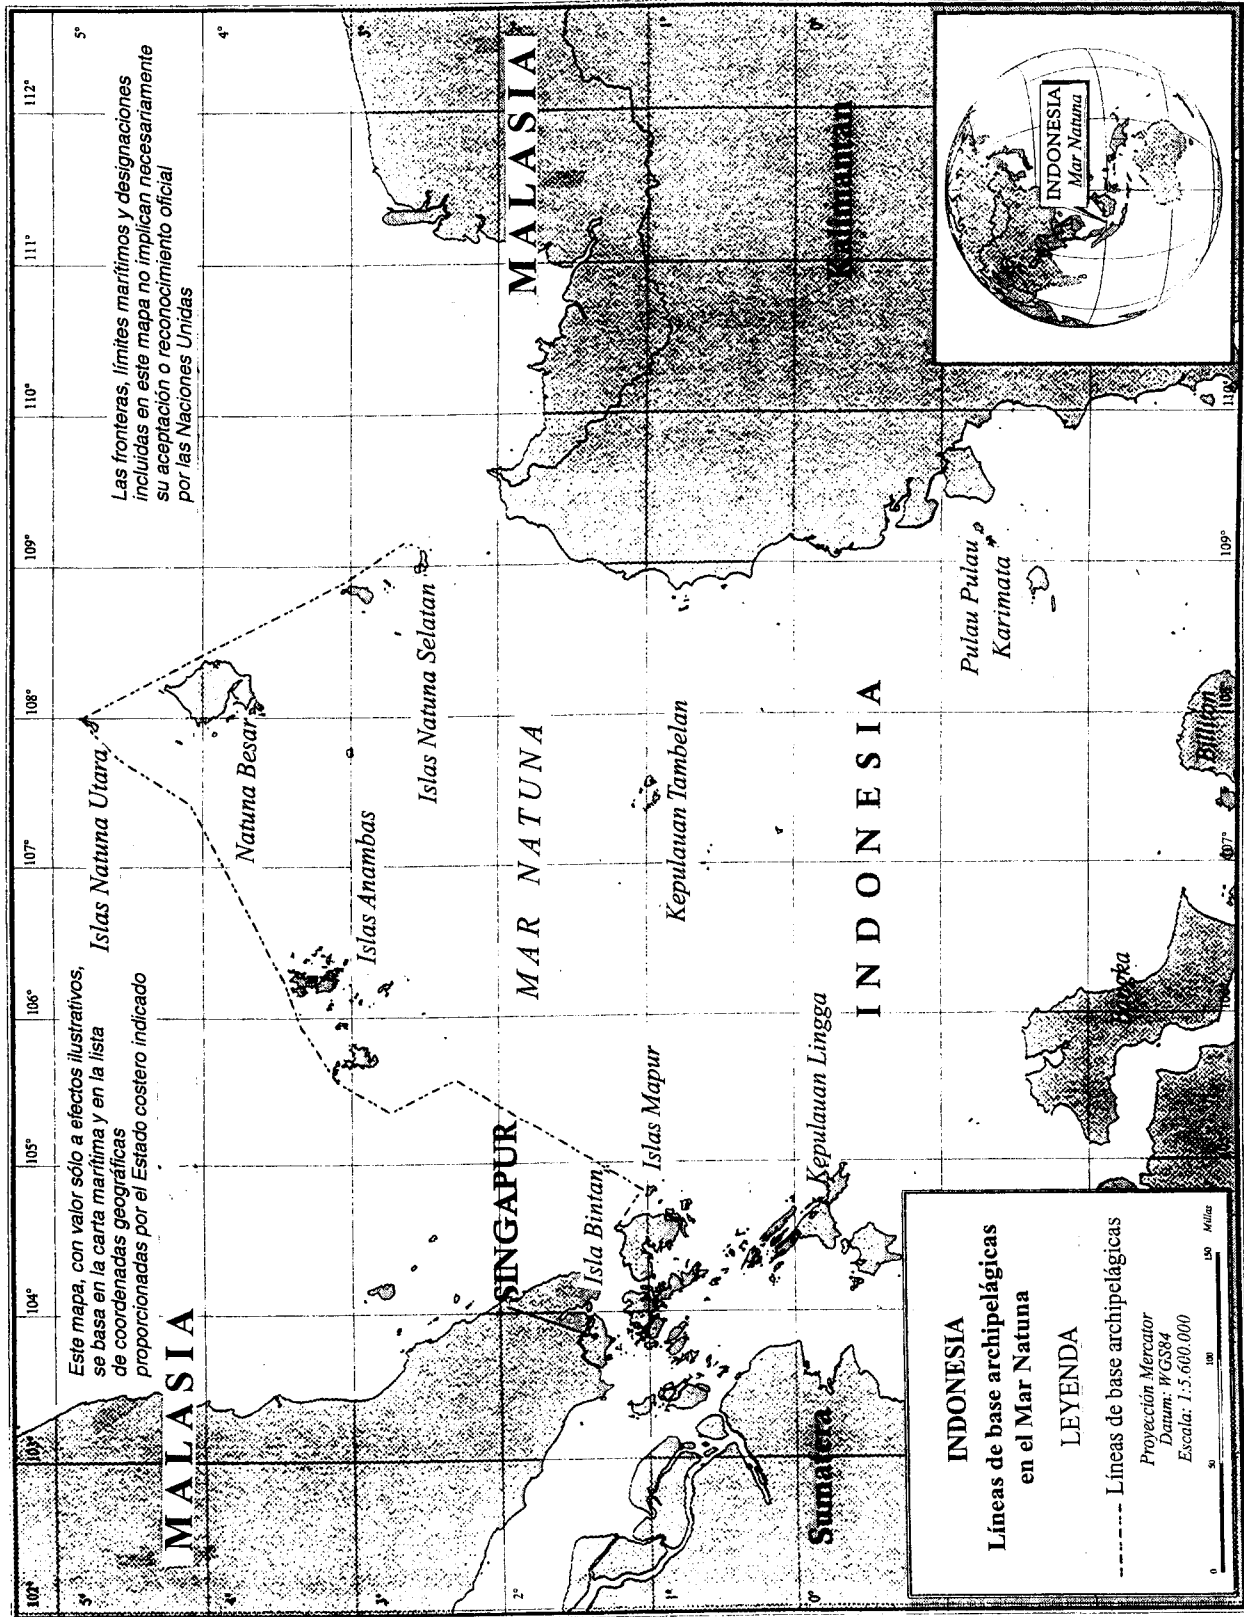 102°
103°
104°
105°
106°
107°
108°
109°
110°
111°
112°
5°
5°
4°
4°
3°
3°
2°
1°
1°
0°
0°
Este mapa, con valor sólo a efectos ilustrativos,
se basa en la carta marítima y en la lista
de coordenadas geográficas
proporcionadas por el Estado costero indicado
Las fronteras, límites marítimos y designaciones
incluidas en este mapa no implican necesariamente
su aceptación o reconocimiento oficial
por las Naciones Unidas
MALASIA
Islas Natuna Utara
Natuna Besar
Islas Anambas
Islas Natuna Selatan
MAR NATUNA
MALASIA
SINGAPUR
Isla Bintan
Islas Mapur
Kepulauan Tambelan
Kepulauan Lingga
INDONESIA
Kalimantan
Sumatera
Pulau Pulau
Karimata
Bangka
Billiton
107°
108°
109°
110°
INDONESIA
Líneas de base archipelágicas
en el Mar Natuna
LEYENDA
Líneas de base archipelágicas
Proyección Mercator
Datum: WGS84
Escala: 1:5.600.000
0
50
100
150
Millas
INDONESIA
Mar Natuna